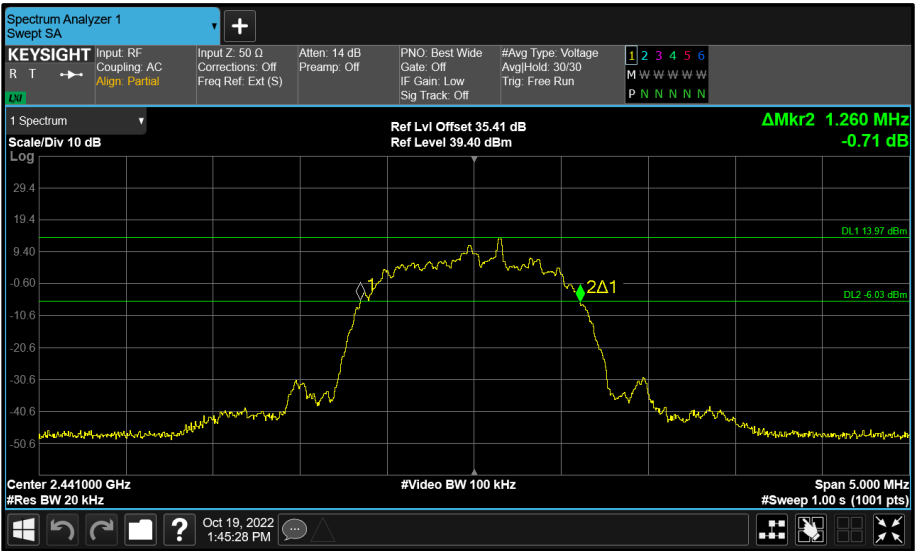 Spectrum Analyzer 1
Swept SA
+
KEYSIGHT
R T
LXI
Input: RF
Coupling: AC
Align: Partial
Input Z: 50 Ω
Corrections: Off
Freq Ref: Ext (S)
Atten: 14 dB
Preamp: Off
PNO: Best Wide
Gate: Off
IF Gain: Low
Sig Track: Off
#Avg Type: Voltage
Avg|Hold: 30/30
Trig: Free Run
1 2 3 4 5 6
M W W W W W
P N N N N N
1 Spectrum
Scale/Div 10 dB
Ref Lvl Offset 35.41 dB
Ref Level 39.40 dBm
ΔMkr2 1.260 MHz
-0.71 dB
Log
29.4
19.4
DL1 13.97 dBm
9.40
-0.60
1
2Δ1
DL2 -6.03 dBm
-10.6
-20.6
-30.6
-40.6
-50.6
Center 2.441000 GHz
#Video BW 100 kHz
Span 5.000 MHz
#Res BW 20 kHz
#Sweep 1.00 s (1001 pts)
?
Oct 19, 2022
1:45:28 PM